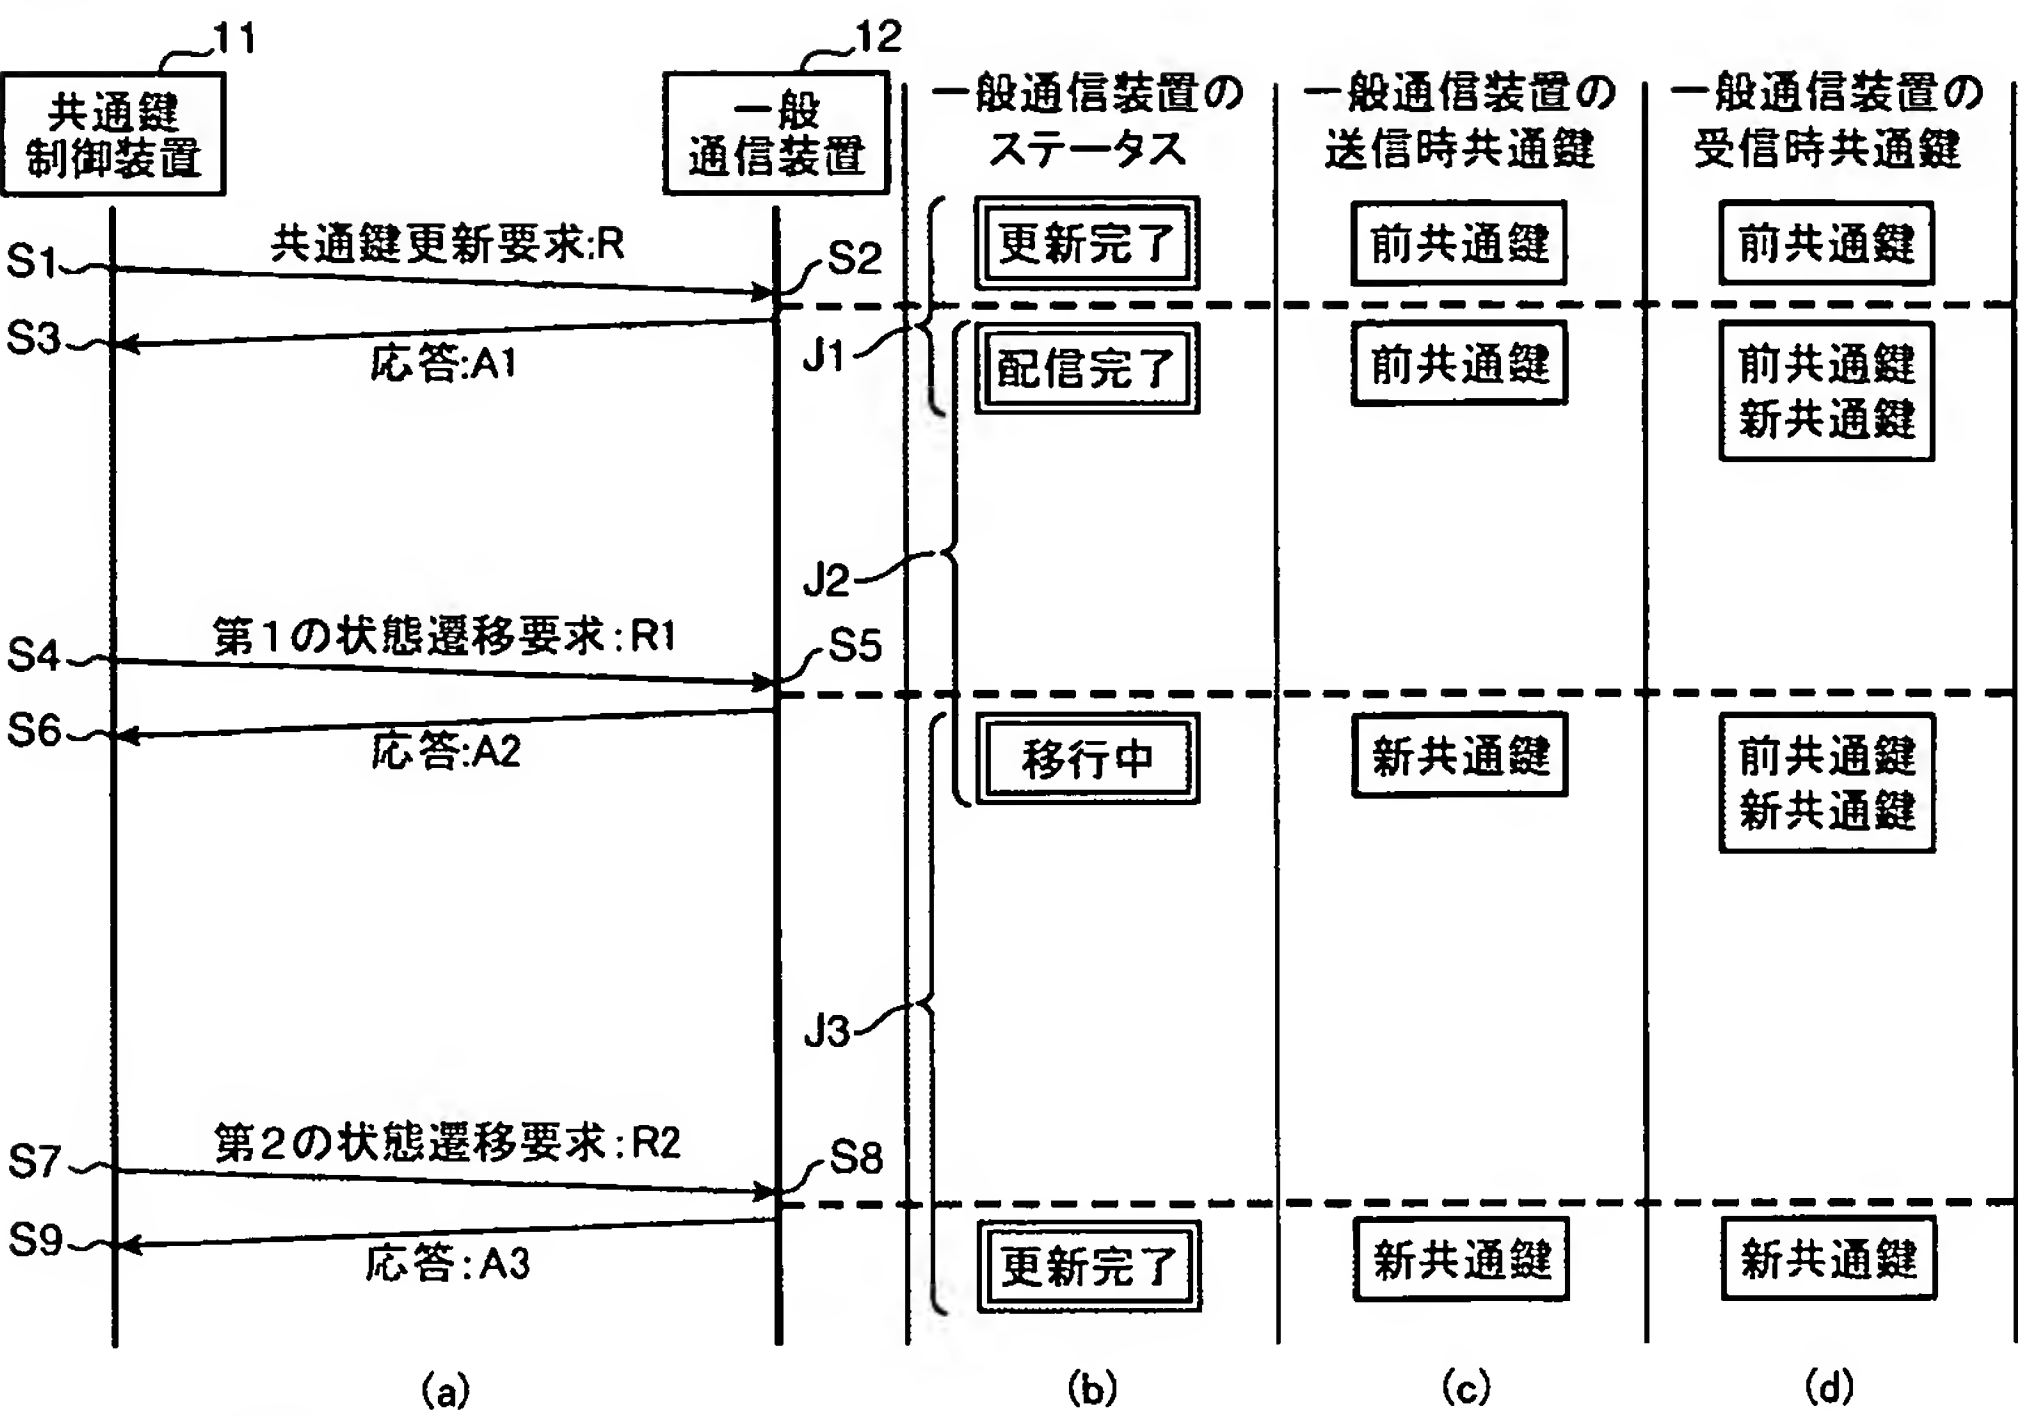 11
12
共通鍵
制御装置
一般
通信装置
一般通信装置の
ステータス
一般通信装置の
送信時共通鍵
一般通信装置の
受信時共通鍵
S1
共通鍵更新要求:R
S2
更新完了
前共通鍵
前共通鍵
S3
応答:A1
J1
配信完了
前共通鍵
前共通鍵
新共通鍵
J2
S4
第1の状態遷移要求:R1
S5
S6
応答:A2
移行中
新共通鍵
前共通鍵
新共通鍵
J3
S7
第2の状態遷移要求:R2
S8
S9
応答:A3
更新完了
新共通鍵
新共通鍵
(a)
(b)
(c)
(d)